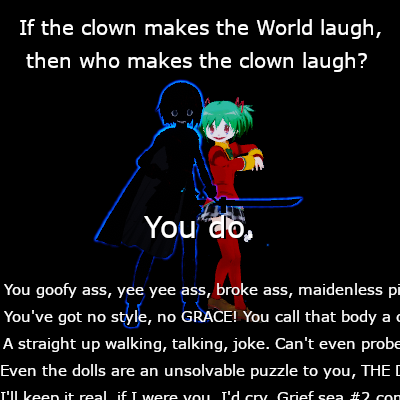 If the clown makes the World laugh,
then who makes the clown laugh?
You do.
You goofy ass, yee yee ass, broke ass, maidenless
You've got no style, no GRACE! You call that body a
A straight up walking, talking, joke. Can't even probe
Even the dolls are an unsolvable puzzle to you, THE
I'll keep it real, if I were you, I'd cry. Grief sea #2